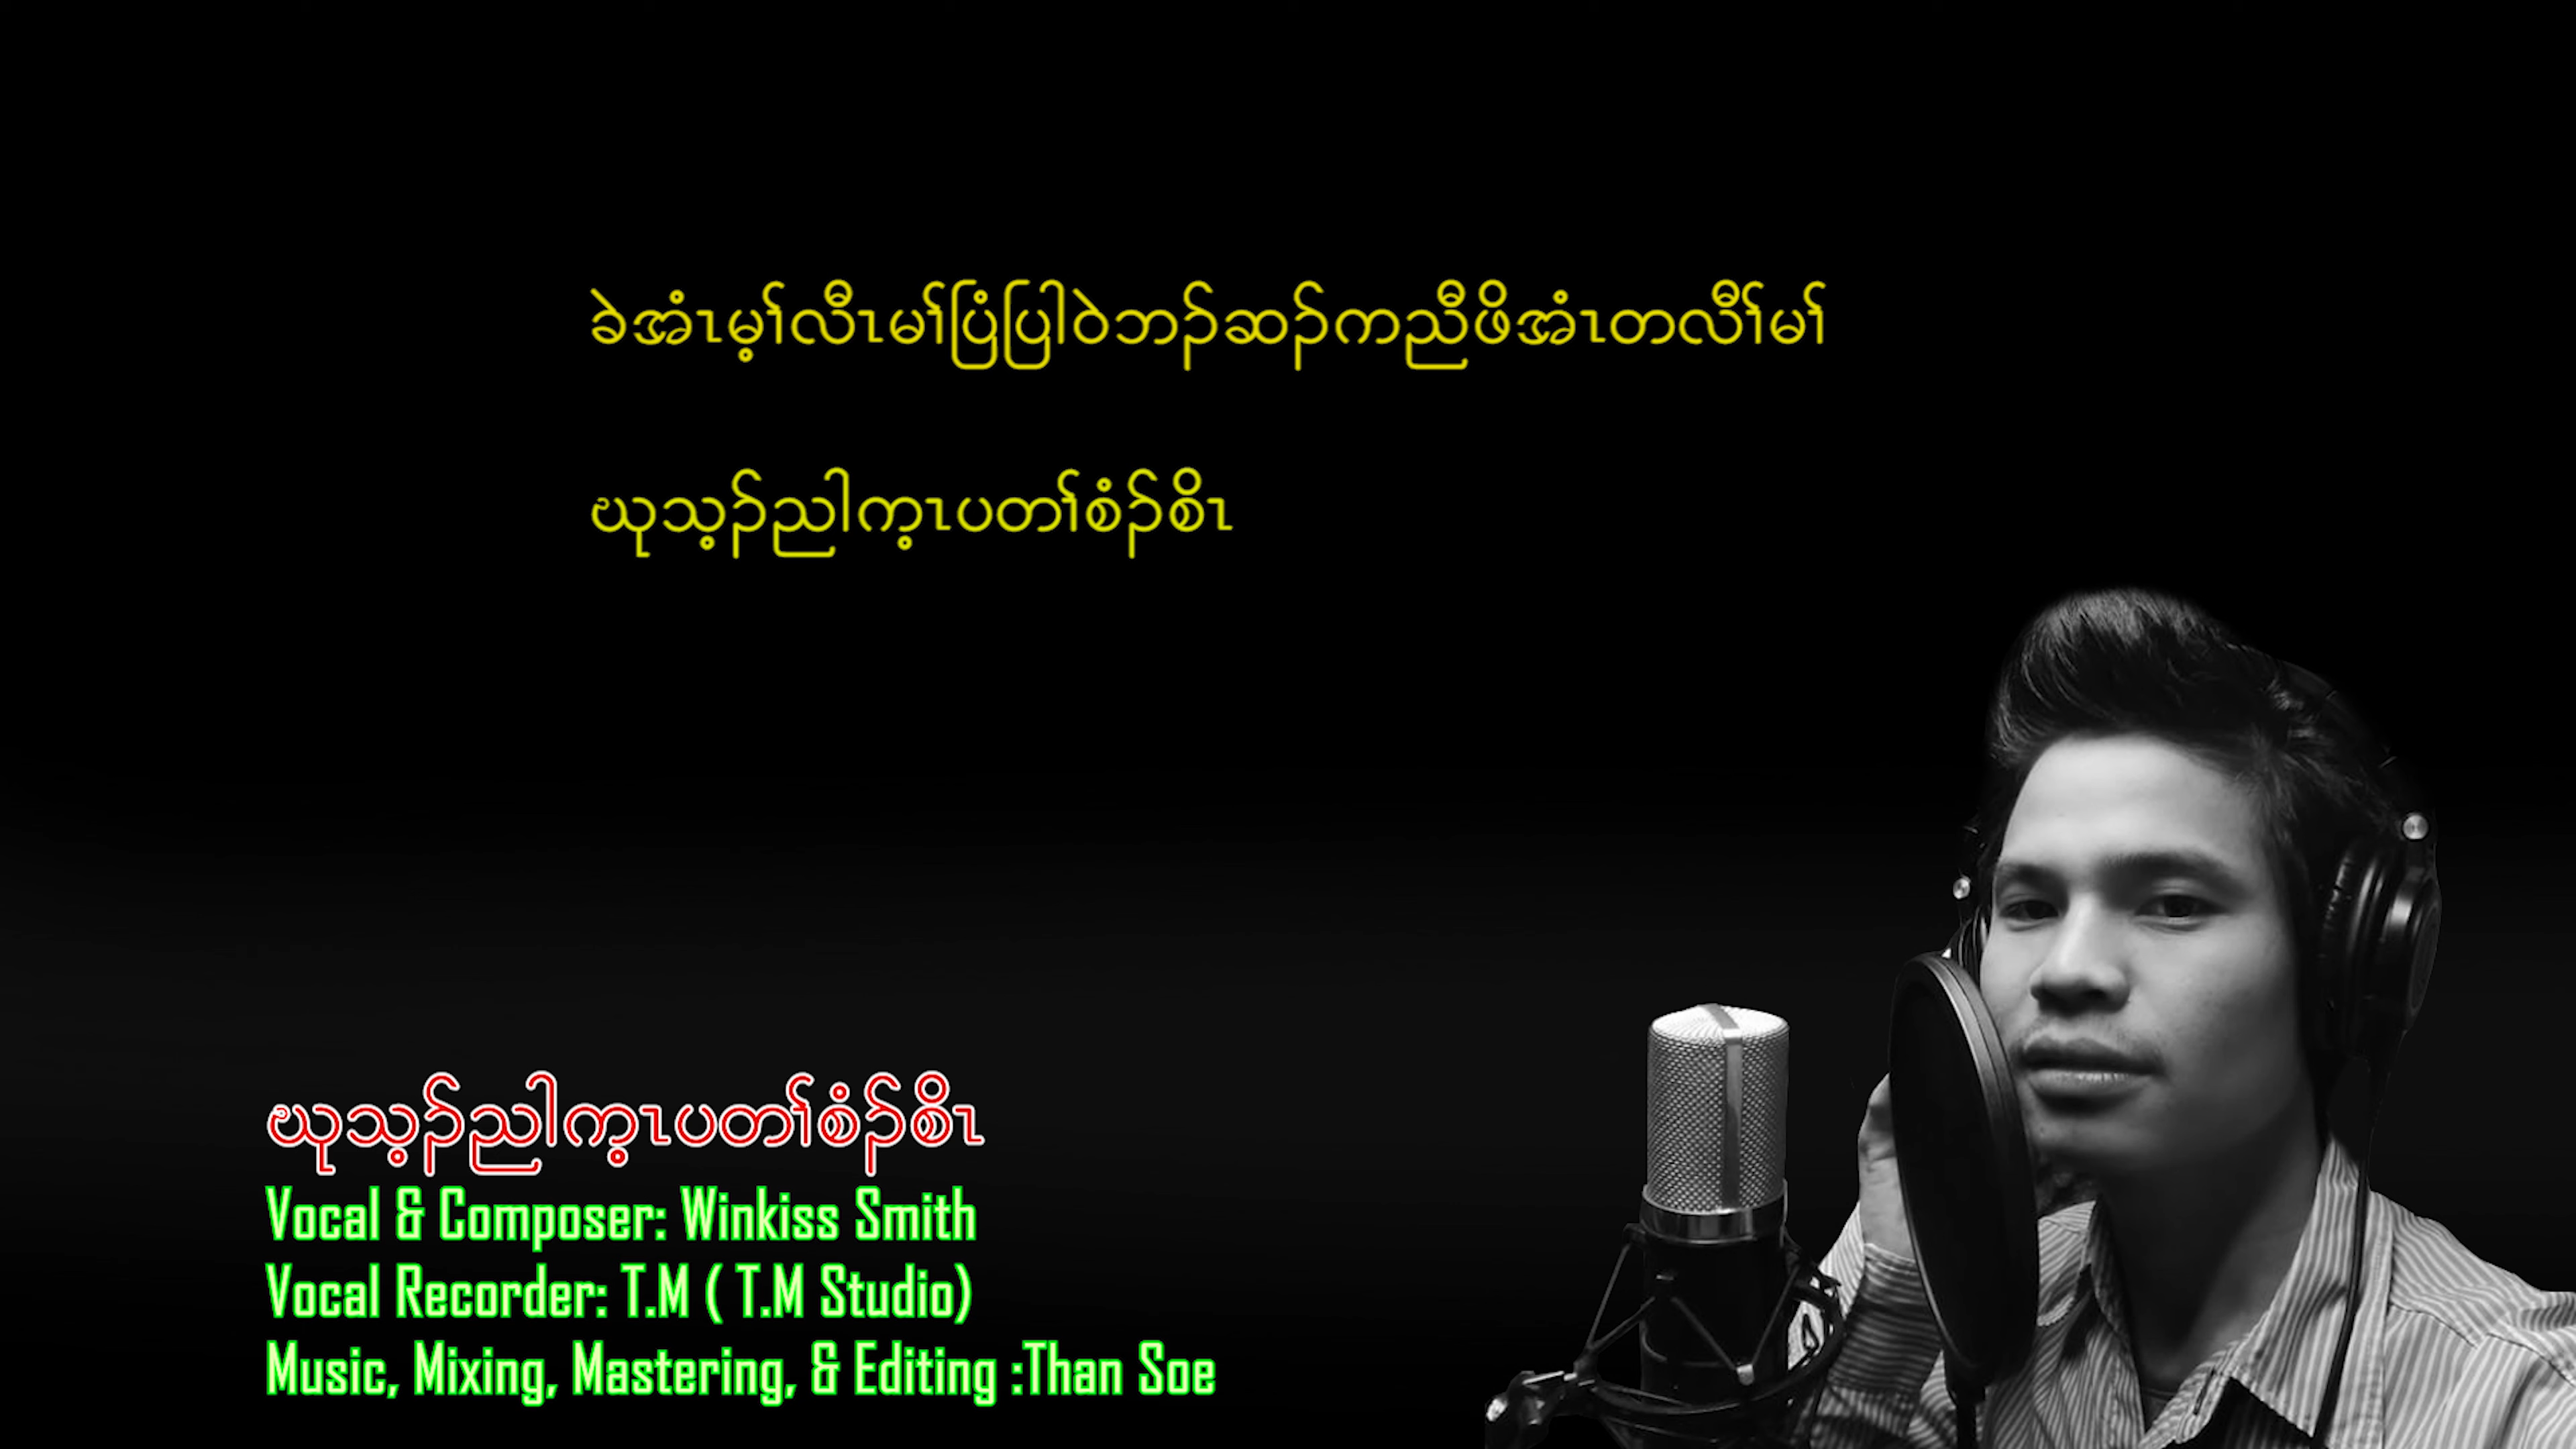 ခဲအံၤမ့ၢ်လီၤမၢ်ပြံပြါဝဲဘၣ်ဆၣ်ကညီဖိအံၤတလီၢ်မၢ်
ဃုသ့ၣ်ညါက့ၤပတၢ်စံၣ်စိၤ
ဃုသ့ၣ်ညါက့ၤပတၢ်စံၣ်စိၤ
Vocal & Composer: Winkiss Smith
Vocal Recorder: T.M ( T.M Studio)
Music, Mixing, Mastering, & Editing :Than Soe